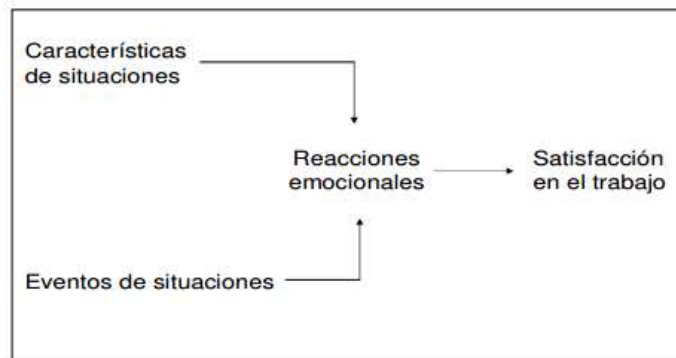 Características
de situaciones
Reacciones
emocionales
Satisfacción
en el trabajo
Eventos de situaciones